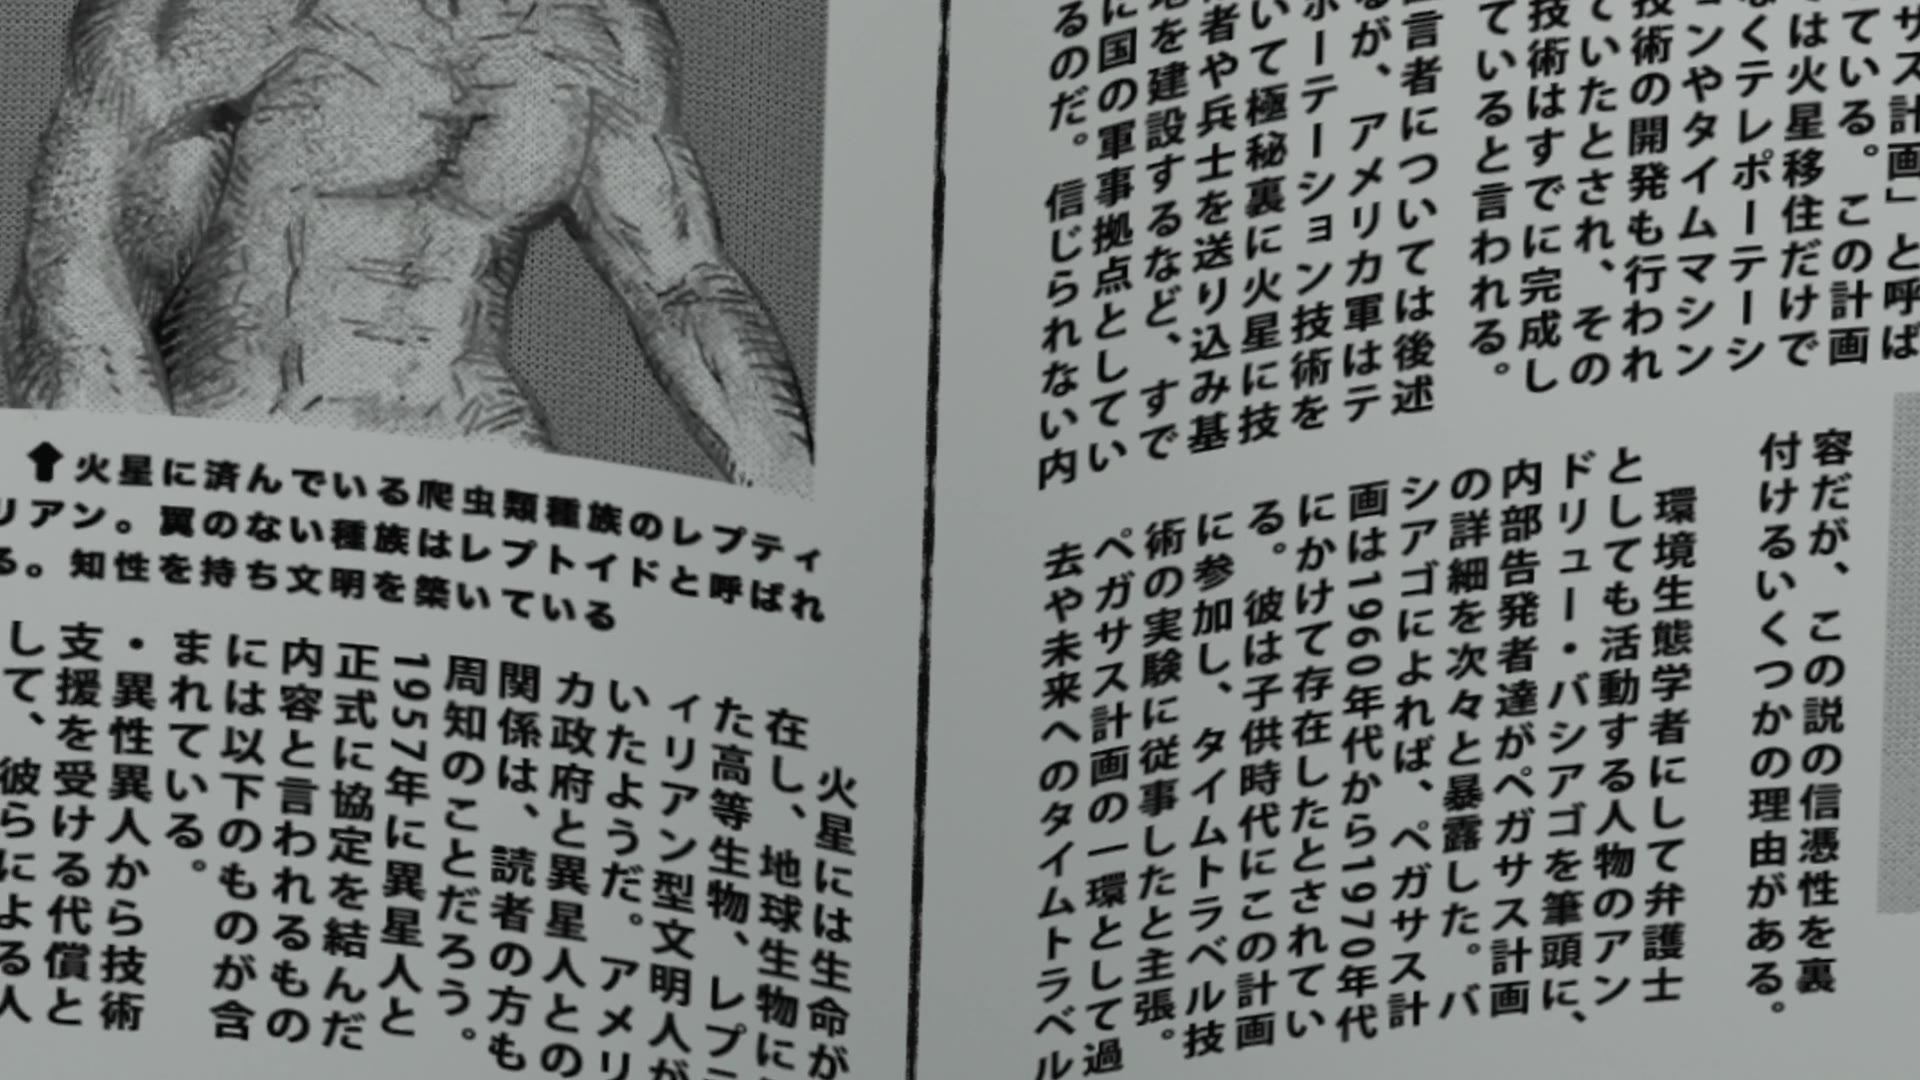 サス計画」と呼ば
ている。この計画
は火星移住だけで
なくテレポーテーシ
ョンやタイムマシン
技術の開発も行われ
ていたとされ、その
技術はすでに完成し
ていると言われる。
言者については後述
るが、アメリカ軍はテ
ポーテーション技術を
いて極秘裏に火星に技
者や兵士を送り込み基
地を建設するなど、すで
に国の軍事拠点としてい
るのだ。信じられない内
容だが、この説の信憑性を裏
付けるいくつかの理由がある。
環境生態学者にして弁護士
としても活動する人物のアン
ドリュー・バシアゴを筆頭に、
内部告発者達がペガサス計画
の詳細を次々と暴露した。バ
シアゴによれば、ペガサス計
画は1960年代から1970年代
にかけて存在したとされてい
る。彼は子供時代にこの計画
に参加し、タイムトラベル技
術の実験に従事したと主張。
ペガサス計画の一環として過
去や未来へのタイムトラベル
⬆火星に済んでいる爬虫類種族のレプティ
リアン。翼のない種族はレプトイドと呼ばれ
る。知性を持ち文明を築いている
火星には生命が
在し、地球生物に
た高等生物、レプテ
ィリアン型文明人が
いたようだ。アメリ
カ政府と異星人との
関係は、読者の方も
周知のことだろう。
1957年に異星人と
正式に協定を結んだ
内容と言われるもの
には以下のものが含
まれている。
・異性異人から技術
支援を受ける代償と
して、彼らによる人